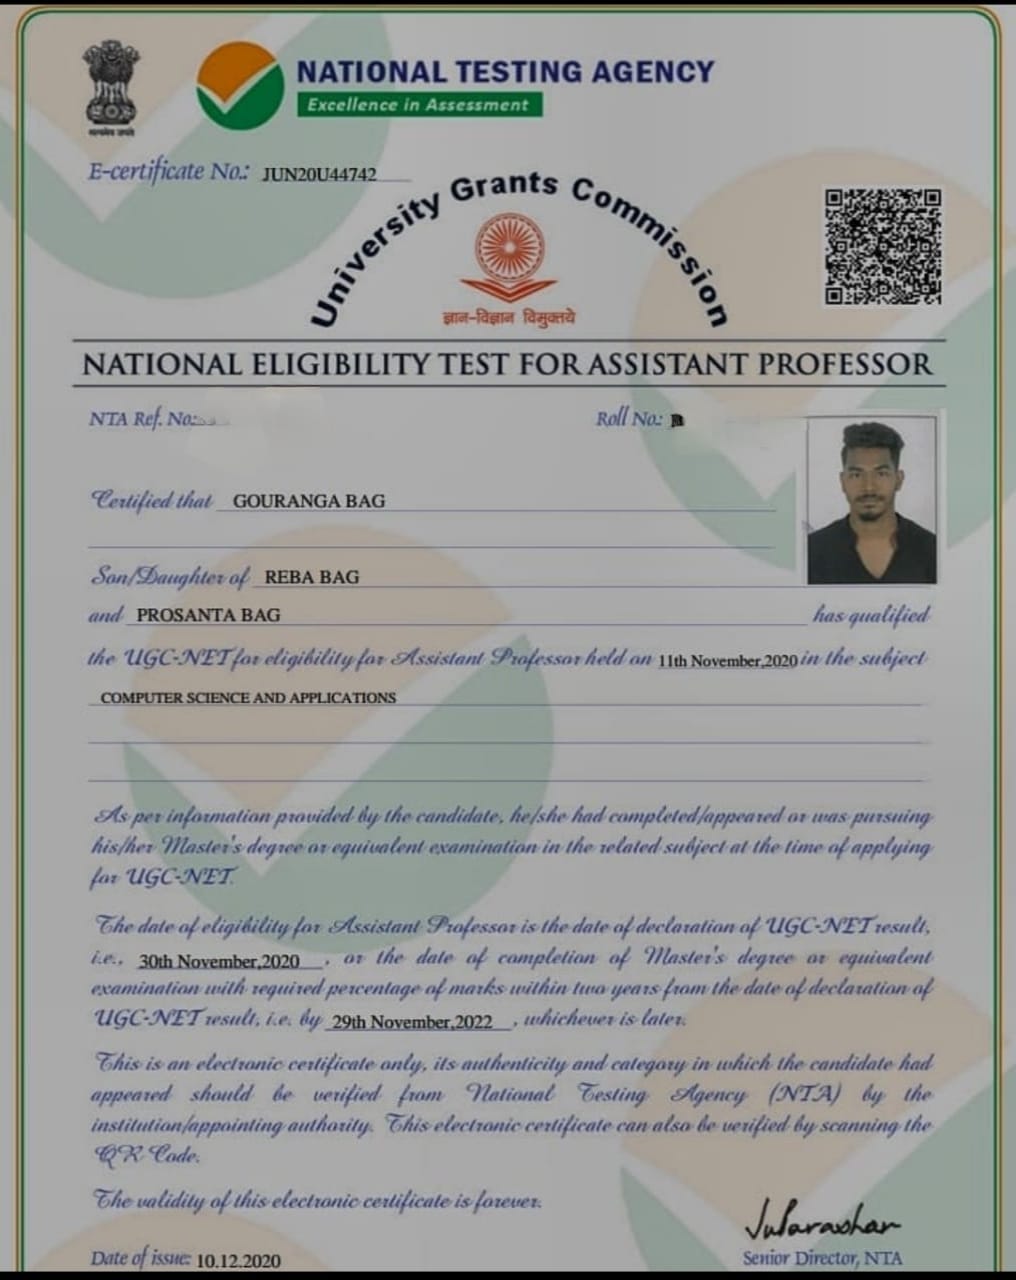 सत्यमेव जयते
NATIONAL TESTING AGENCY
Excellence in Assessment
E-certificate No.: JUN20U44742
University Grants Commission
ज्ञान-विज्ञान विमुक्तये
NATIONAL ELIGIBILITY TEST FOR ASSISTANT PROFESSOR
NTA Ref. No.:
Roll No.:
Certified that GOURANGA BAG
Son/Daughter of REBA BAG
and PROSANTA BAG has qualified
the UGC-NET for eligibility for Assistant Professor held on 11th November,2020 in the subject
COMPUTER SCIENCE AND APPLICATIONS
As per information provided by the candidate, he/she had completed/appeared or was pursuing
his/her Master's degree or equivalent examination in the related subject at the time of applying
for UGC-NET.
The date of eligibility for Assistant Professor is the date of declaration of UGC-NET result,
i.e., 30th November,2020, or the date of completion of Master's degree or equivalent
examination with required percentage of marks within two years from the date of declaration of
UGC-NET result, i.e. by 29th November,2022, whichever is later.
This is an electronic certificate only, its authenticity and category in which the candidate had
appeared should be verified from National Testing Agency (NTA) by the
institution/appointing authority. This electronic certificate can also be verified by scanning the
QR Code.
The validity of this electronic certificate is forever.
Date of issue: 10.12.2020
Senior Director, NTA